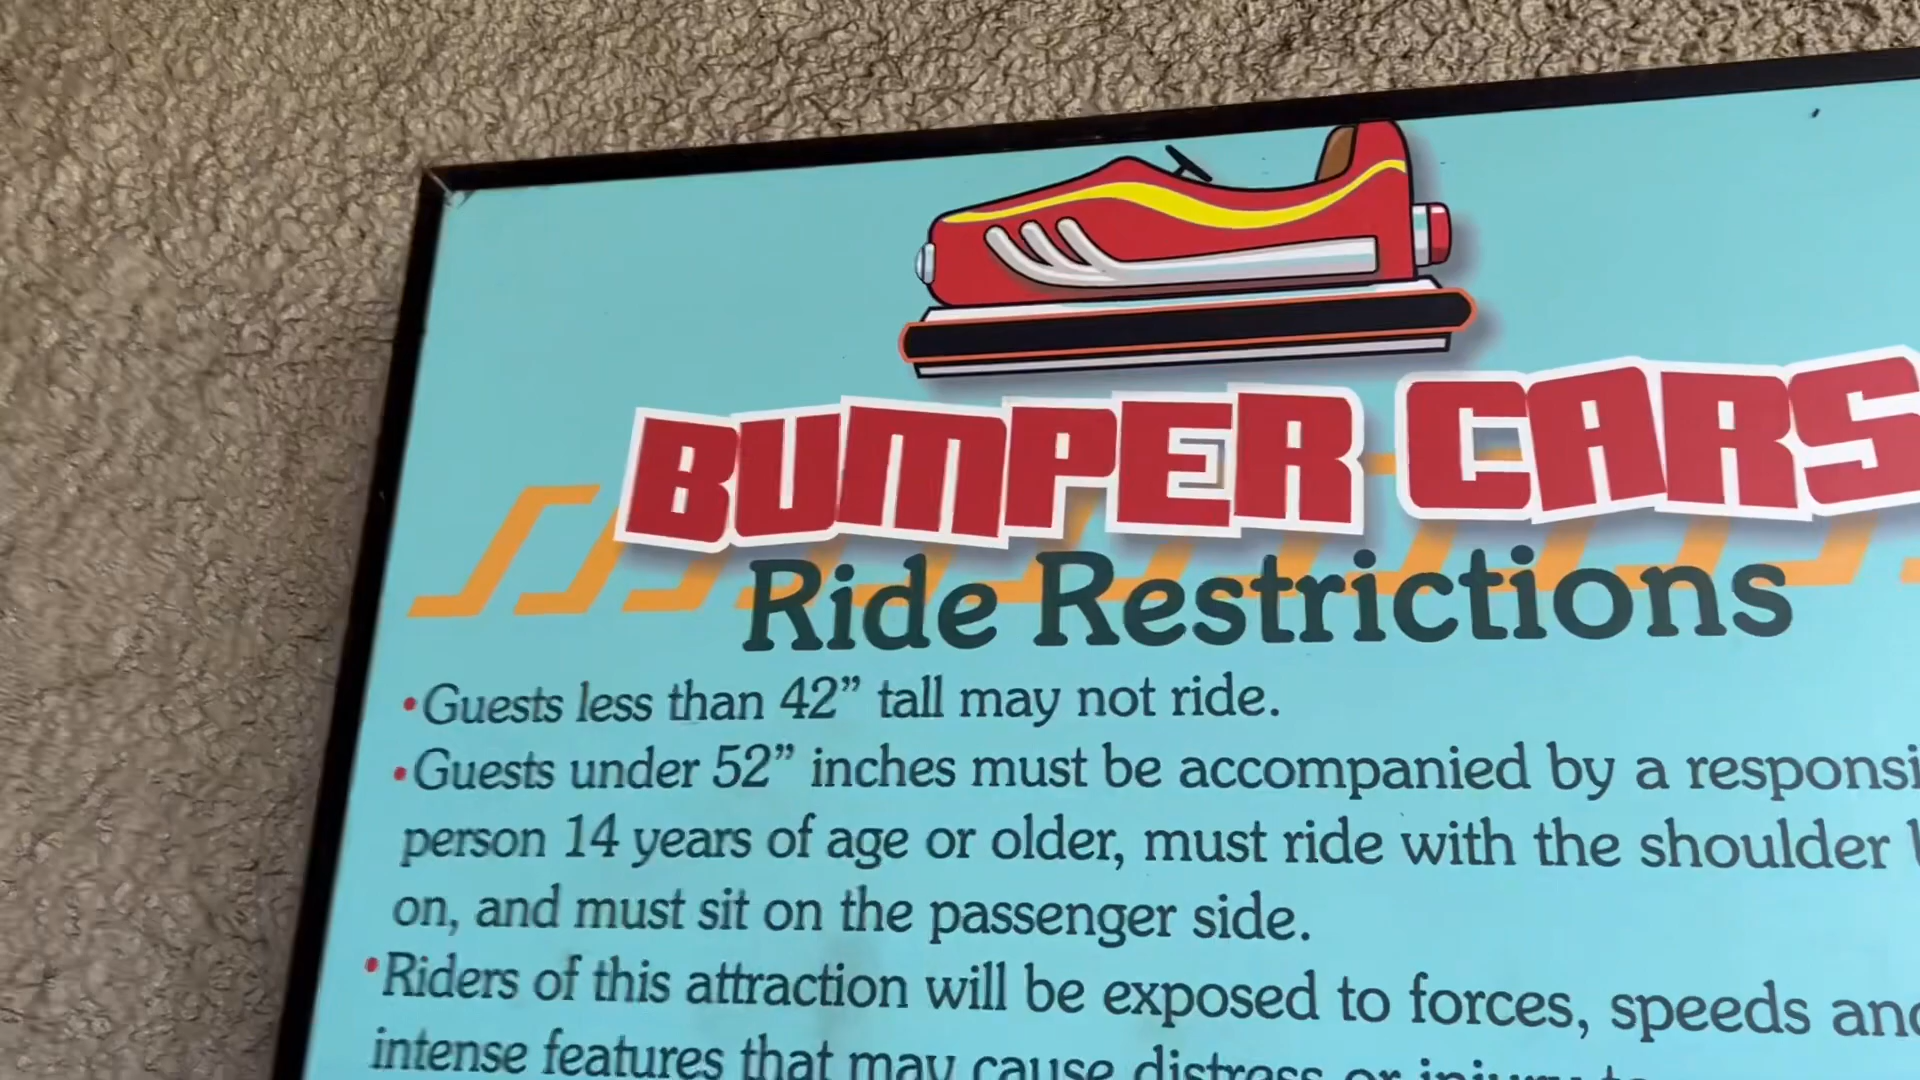 BUMPER CARS
Ride Restrictions
•Guests less than 42” tall may not ride.
•Guests under 52” inches must be accompanied by a
person 14 years of age or older, must ride with the shoulder
on, and must sit on the passenger side.
•Riders of this attraction will be exposed to forces, speeds and
intense features that may cause distress or injury to